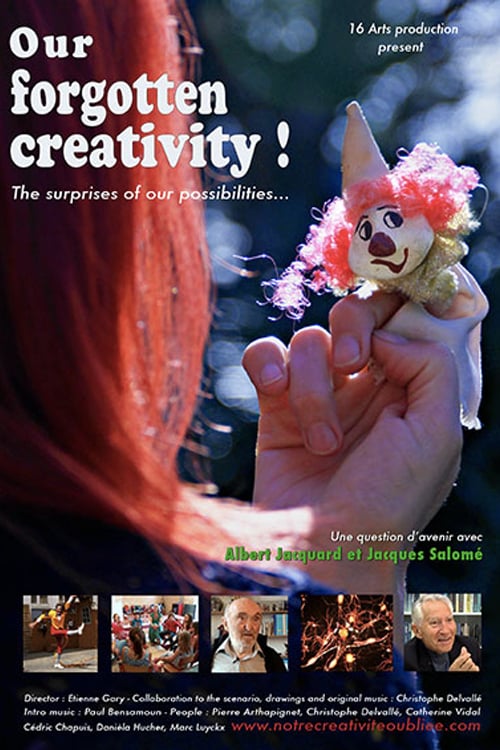 Our
forgotten
creativity !
The surprises of our possibilities...
16 Arts production
present
Une question d'avenir avec
Albert Jacquard et Jacques Salomé
Director : Etienne Gary - Collaboration to the scenario, drawings and original music : Christophe Delvallé
Intro music : Paul Bensamoun - People : Pierre Arthapignet, Christophe Delvallé, Catherine Vidal
Cédric Chapuis, Danièla Hucher, Marc Luyckx www.notrecreativiteoubliee.com